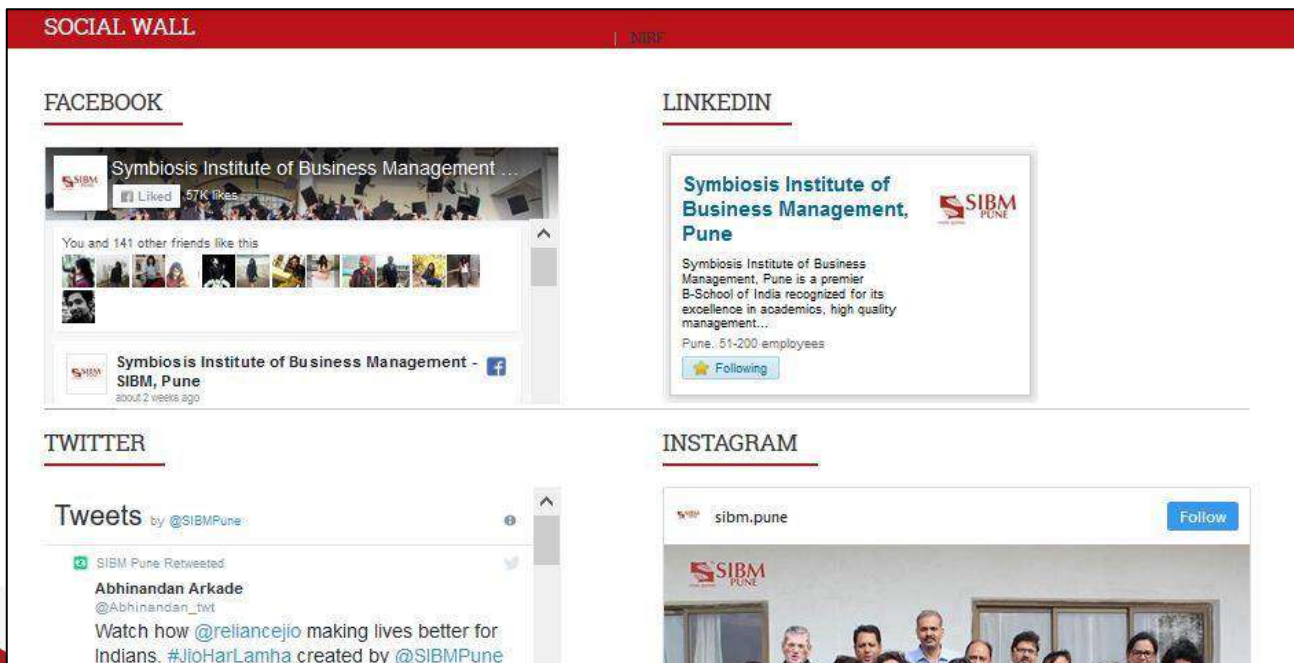 SOCIAL WALL
| NIRF
FACEBOOK
SIBM
PUNE
Symbiosis Institute of Business Management ...
Liked 57K likes
You and 141 other friends like this
SIBM
Symbiosis Institute of Business Management -
SIBM, Pune
about 2 weeks ago
LINKEDIN
Symbiosis Institute of
Business Management,
Pune
SIBM
PUNE
Symbiosis Institute of Business
Management, Pune is a premier
B-School of India recognized for its
excellence in academics, high quality
management...
Pune. 51-200 employees
Following
TWITTER
Tweets by @SIBMPune
SIBM Pune Retweeted
Abhinandan Arkade
@Abhinandan_twt
Watch how @reliancejio making lives better for
Indians. #JioHarLamha created by @SIBMPune
INSTAGRAM
sibm.pune
Follow
SIBM
PUNE